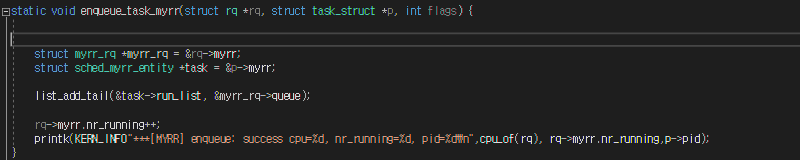 static void enqueue_task_myrr(struct rq *rq, struct task_struct *p, int flags) {
struct myrr_rq *myrr_rq = &rq->myrr;
struct sched_myrr_entity *task = &p->myrr;
list_add_tail(&task->run_list, &myrr_rq->queue);
rq->myrr.nr_running++;
printk(KERN_INFO"***[MYRR] enqueue: success cpu=%d, nr_running=%d, pid=%d₩n",cpu_of(rq), rq->myrr.nr_running,p->pid);
}